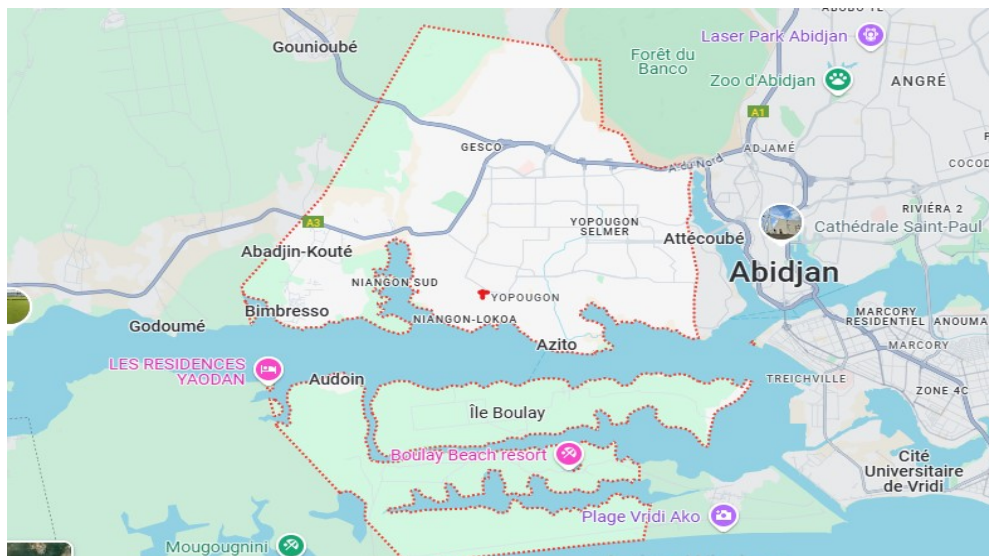 ABOBO TE
Laser Park Abidjan
Gounioubé
Forêt du
Banco
Zoo d'Abidjan
ANGRÉ
A1
GESCO
ADJAMÉ
A du Nord
COCOD
A3
YOPOUGON
SELMER
RIVIÉRA 2
Attécoubé
Cathédrale Saint-Paul
Abadjin-Kouté
Abidjan
NIANGON SUD
YOPOUGON
Bimbresso
NIANGON-LOKOA
Godoumé
MARCORY
RESIDENTIEL
ANOUMA
Azito
MARCORY
LES RESIDENCES
YAODAN
Audoin
TREICHVILLE
ZONE 4C
Île Boulay
Boulay Beach resort
Cité
Universitaire
de Vridi
Plage Vridi Ako
Mougougnini